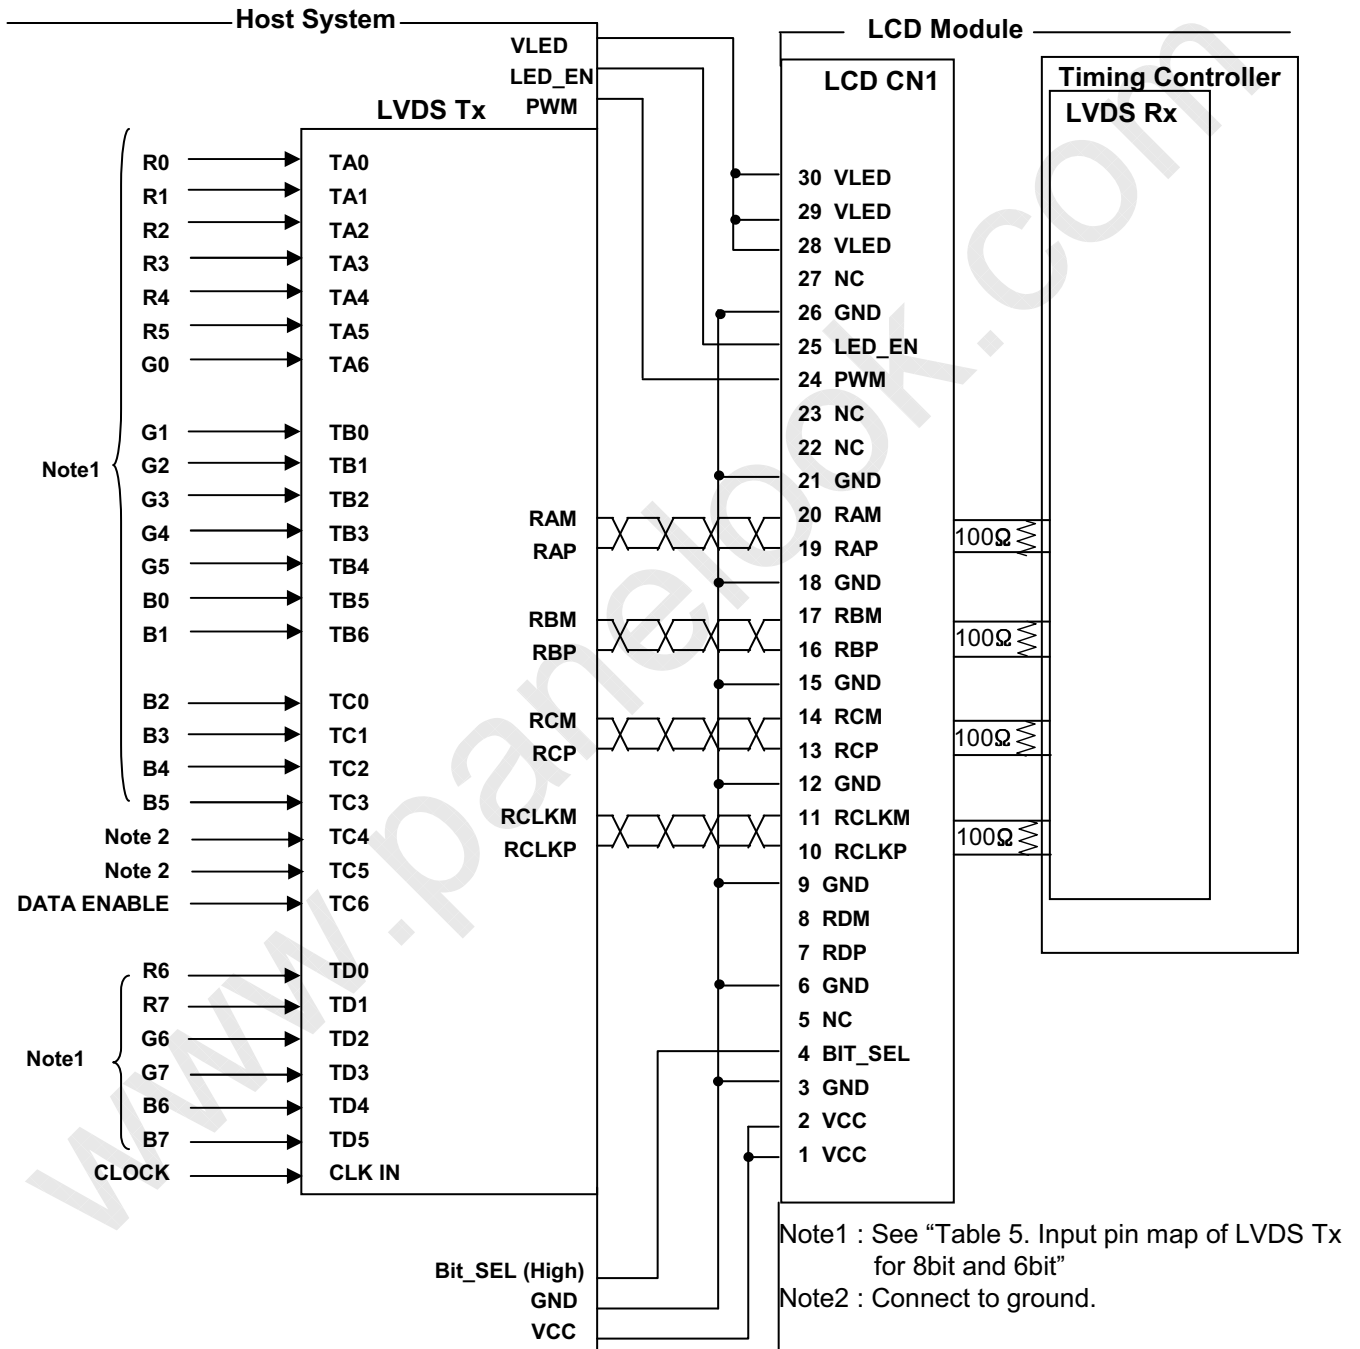 Host System
VLED
LED_EN
PWM
LVDS Tx
R0 TA0
R1 TA1
R2 TA2
R3 TA3
R4 TA4
R5 TA5
G0 TA6
G1 TB0
G2 TB1
Note1
G3 TB2
G4 TB3
G5 TB4
B0 TB5
B1 TB6
B2 TC0
B3 TC1
B4 TC2
B5 TC3
Note 2 TC4
Note 2 TC5
DATA ENABLE TC6
R6 TD0
R7 TD1
G6 TD2
Note1
G7 TD3
B6 TD4
B7 TD5
CLOCK CLK IN
RAM
RAP
RBM
RBP
RCM
RCP
RCLKM
RCLKP
Bit_SEL (High)
GND
VCC
LCD Module
LCD CN1
30 VLED
29 VLED
28 VLED
27 NC
26 GND
25 LED_EN
24 PWM
23 NC
22 NC
21 GND
20 RAM
19 RAP
18 GND
17 RBM
16 RBP
15 GND
14 RCM
13 RCP
12 GND
11 RCLKM
10 RCLKP
9 GND
8 RDM
7 RDP
6 GND
5 NC
4 BIT_SEL
3 GND
2 VCC
1 VCC
Timing Controller
LVDS Rx
100Ω
100Ω
100Ω
100Ω
Note1 : See “Table 5. Input pin map of LVDS Tx
for 8bit and 6bit”
Note2 : Connect to ground.
www.panelook.com